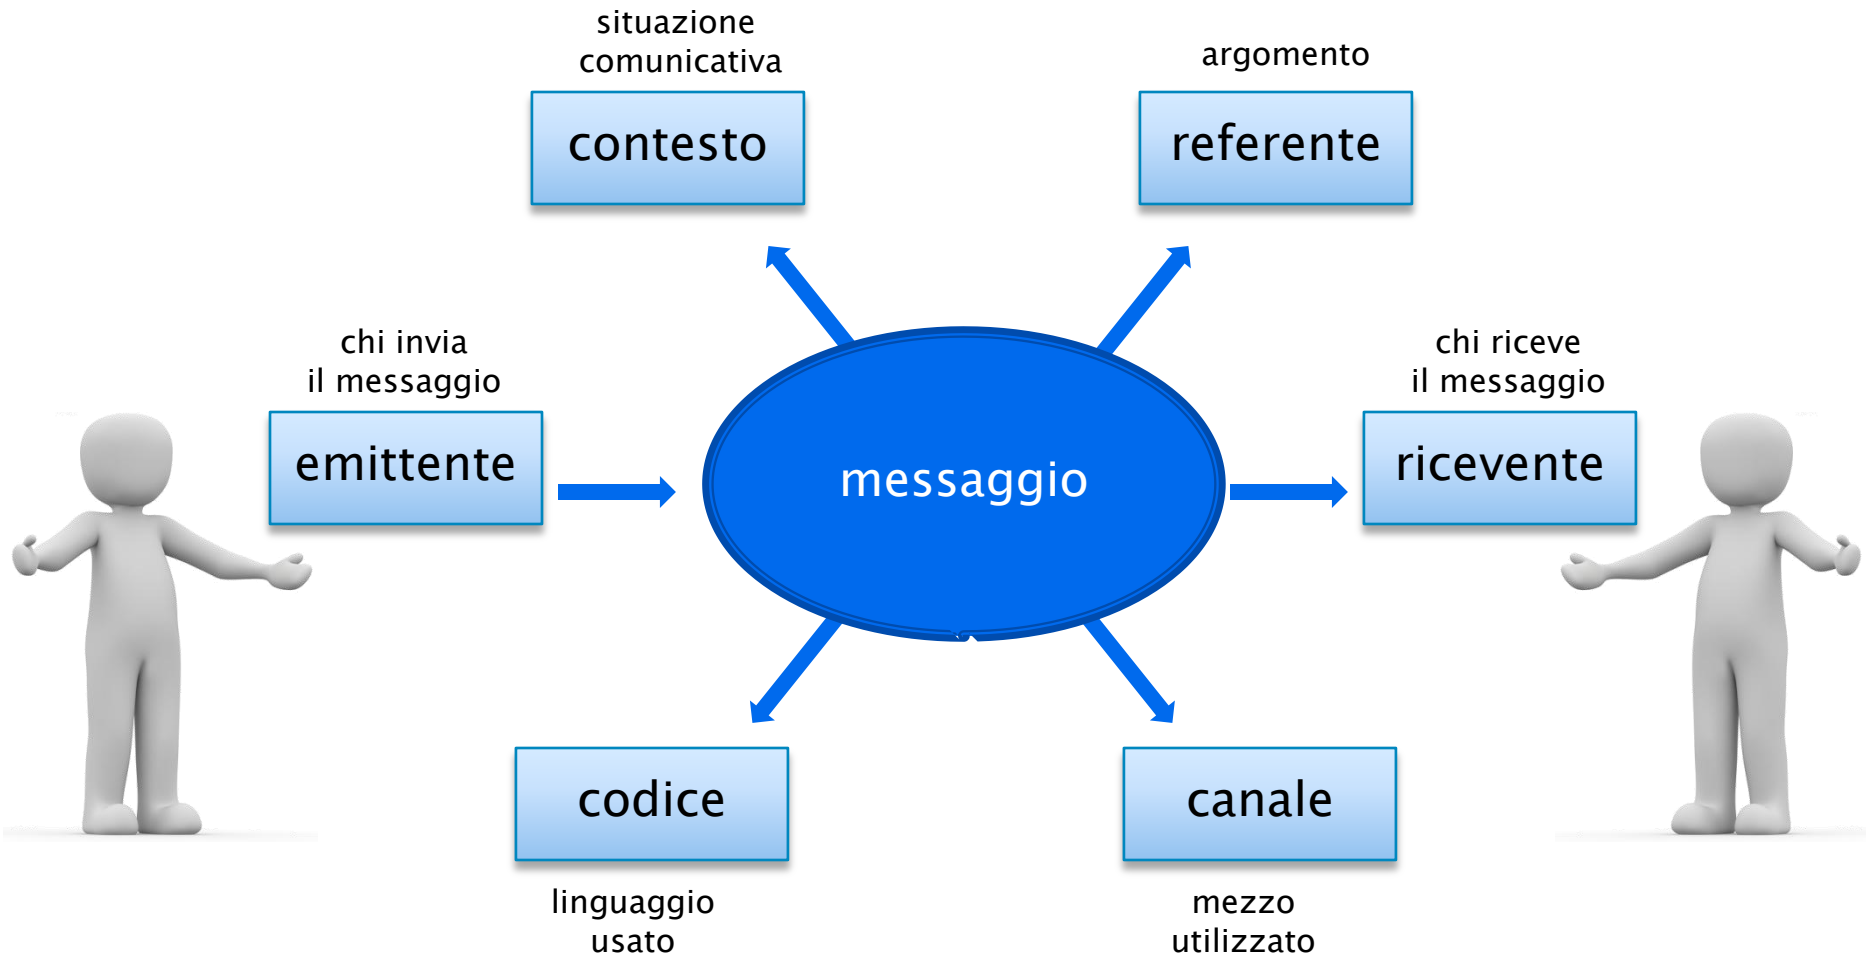 situazione
comunicativa
contesto
argomento
referente
chi invia
il messaggio
emittente
messaggio
chi riceve
il messaggio
ricevente
codice
linguaggio
usato
canale
mezzo
utilizzato